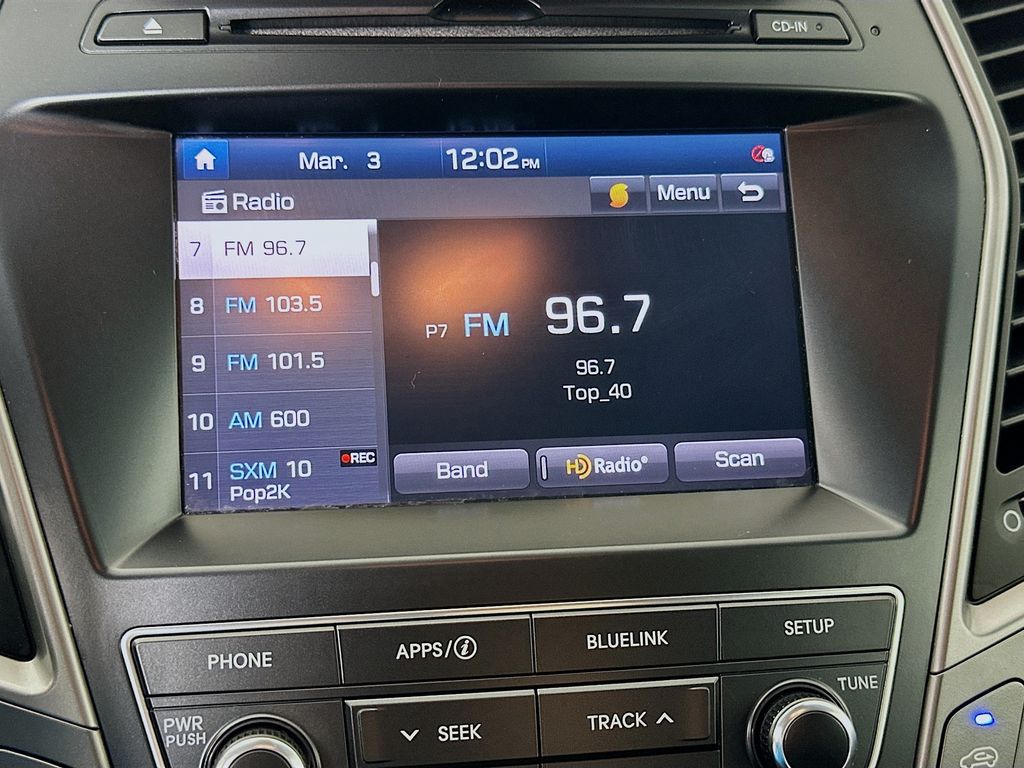 CD-IN
Mar. 3 12:02 PM
Radio Menu
7 FM 96.7
8 FM 103.5
9 FM 101.5
10 AM 600
11 SXM 10 REC
Pop2K
P7 FM 96.7
96.7
Top_40
Band HD Radio® Scan
PHONE APPS/i BLUELINK SETUP
PWR
PUSH
SEEK TRACK
TUNE